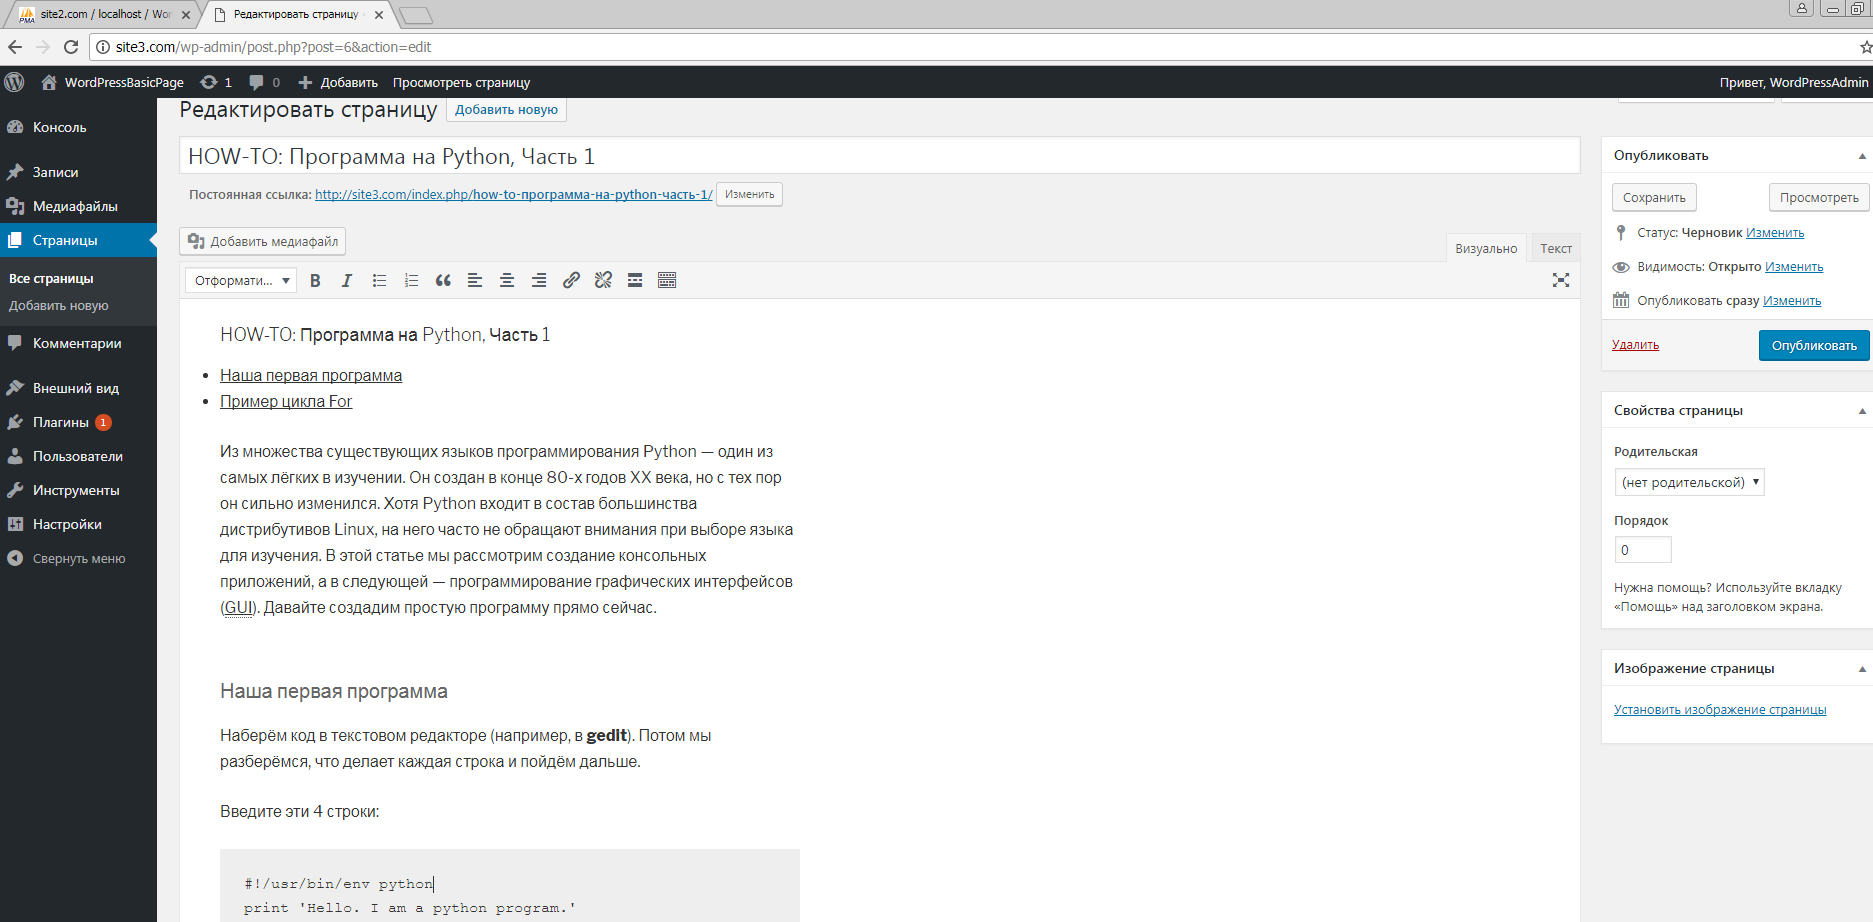 site2.com / localhost / Wor
Редактировать страницу
site3.com/wp-admin/post.php?post=6&action=edit
WordPressBasicPage
1
0
Добавить
Просмотреть страницу
Привет, WordPressAdmin
Консоль
Записи
Медиафайлы
Страницы
Все страницы
Добавить новую
Комментарии
Внешний вид
Плагины 1
Пользователи
Инструменты
Настройки
Свернуть меню
Редактировать страницу
Добавить новую
HOW-TO: Программа на Python, Часть 1
Постоянная ссылка: http://site3.com/index.php/how-to-программа-на-python-часть-1/ Изменить
Добавить медиафайл
Визуально
Текст
Отформати...
HOW-TO: Программа на Python, Часть 1
Наша первая программа
Пример цикла For
Из множества существующих языков программирования Python — один из
самых лёгких в изучении. Он создан в конце 80-х годов XX века, но с тех пор
он сильно изменился. Хотя Python входит в состав большинства
дистрибутивов Linux, на него часто не обращают внимания при выборе языка
для изучения. В этой статье мы рассмотрим создание консольных
приложений, а в следующей — программирование графических интерфейсов
(GUI). Давайте создадим простую программу прямо сейчас.
Наша первая программа
Наберём код в текстовом редакторе (например, в gedit). Потом мы
разберёмся, что делает каждая строка и пойдём дальше.
Введите эти 4 строки:
#!/usr/bin/env python
print 'Hello. I am a python program.'
Опубликовать
Сохранить
Просмотреть
Статус: Черновик Изменить
Видимость: Открыто Изменить
Опубликовать сразу Изменить
Удалить
Опубликовать
Свойства страницы
Родительская
(нет родительской)
Порядок
0
Нужна помощь? Используйте вкладку
«Помощь» над заголовком экрана.
Изображение страницы
Установить изображение страницы